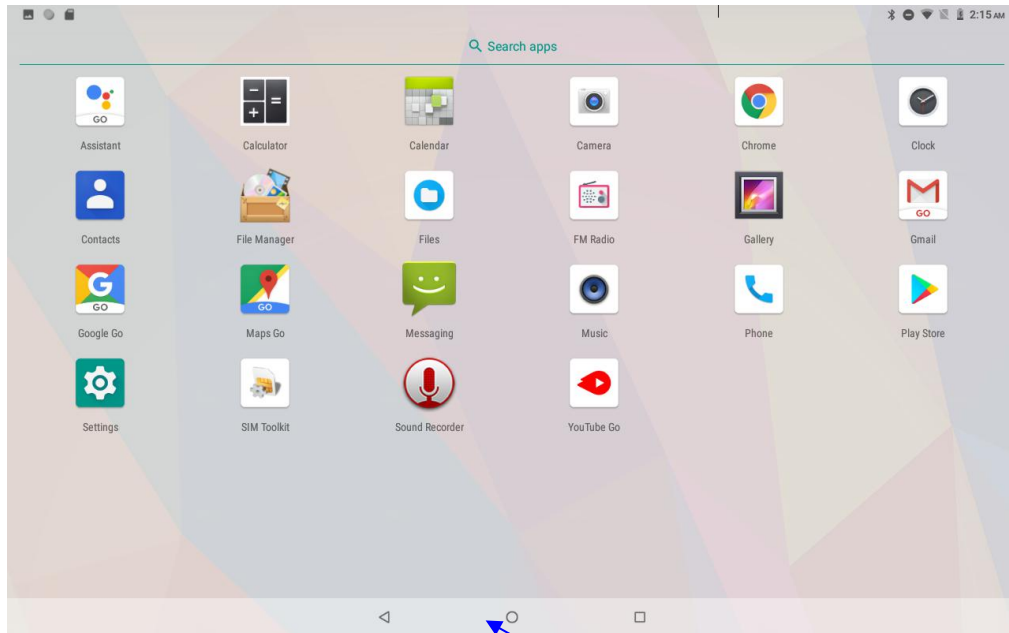 2:15 AM
Search apps
GO
Assistant Calculator Calendar Camera Chrome Clock
GO
Contacts File Manager Files FM Radio Gallery Gmail
G GO GO
Google Go Maps Go Messaging Music Phone Play Store
Settings SIM Toolkit Sound Recorder YouTube Go